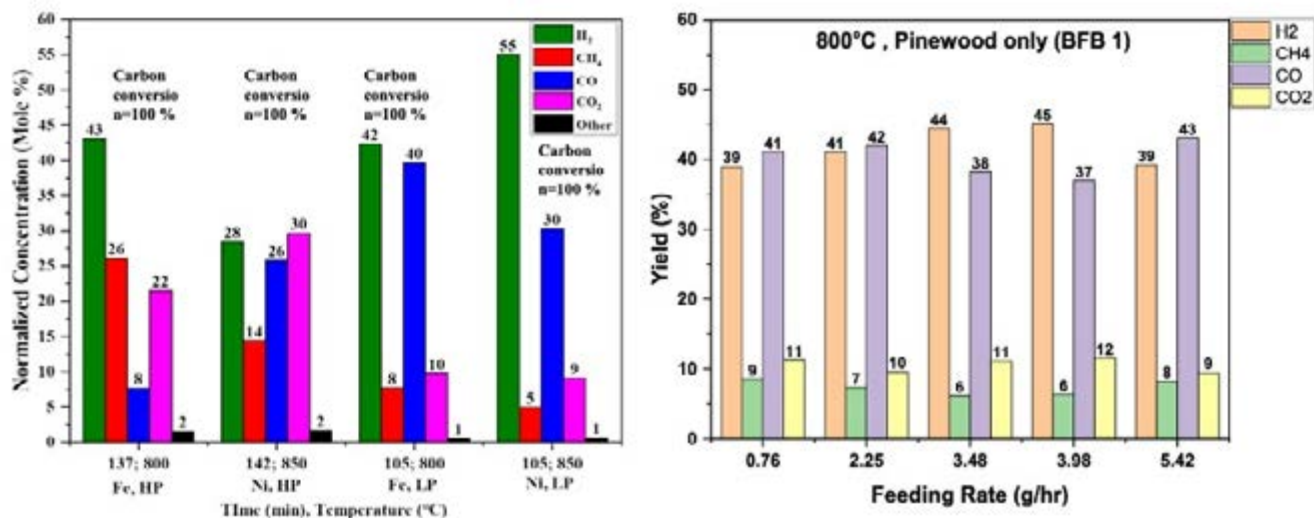 60
55
50
45
40
35
30
25
20
15
10
5
0
Normalized Concentration (Mole %)
H₂
CH₄
CO
CO₂
Other
Carbon
conversio
n=100 %
Carbon
conversio
n=100 %
Carbon
conversio
n=100 %
Carbon
conversio
n=100 %
43
26
8
22
2
28
14
26
30
2
42
8
40
10
1
55
5
30
9
1
137; 800
Fe, HP
142; 850
Ni, HP
105; 800
Fe, LP
105; 850
Ni, LP
TIme (min), Temperature (°C)
60
50
40
30
20
10
0
Yield (%)
800°C , Pinewood only (BFB 1)
H2
CH4
CO
CO2
39
9
41
11
41
7
42
10
44
6
38
11
45
6
37
12
39
8
43
9
0.76
2.25
3.48
3.98
5.42
Feeding Rate (g/hr)